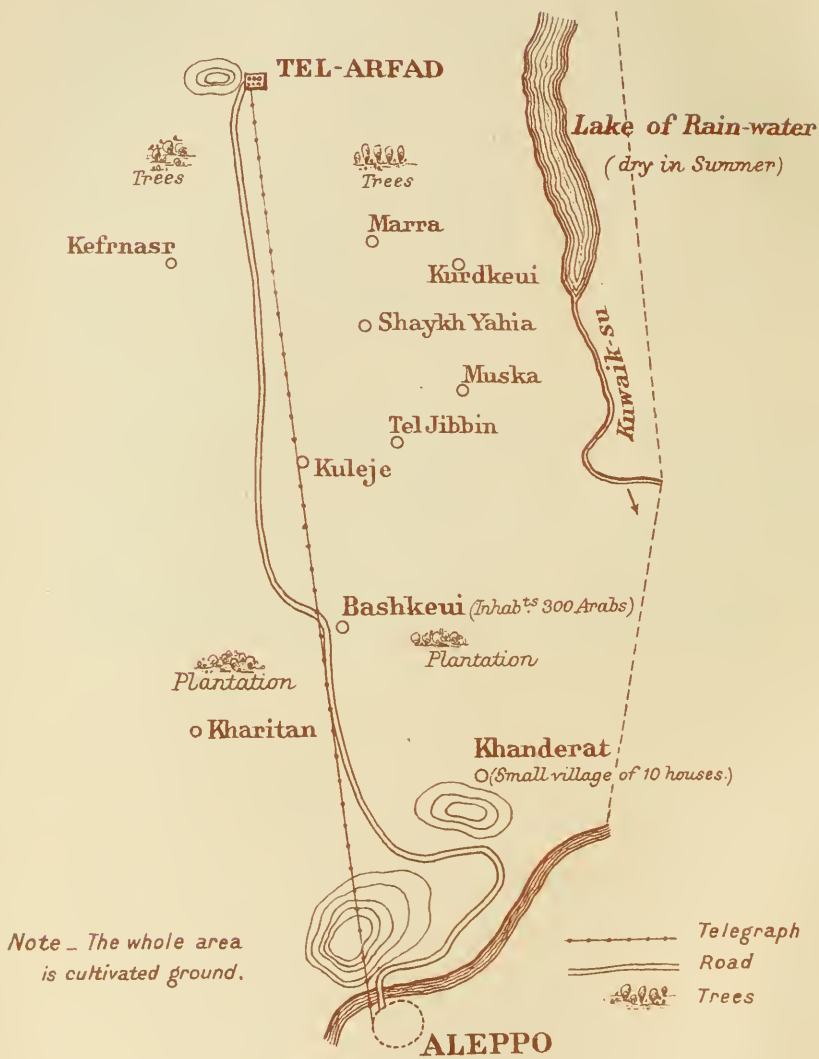 TEL-ARFAD
Lake of Rain-water
(dry in Summer)
Trees
Trees
Marra
Kefrnasr
Kurdkeui
Shaykh Yahia
Kuwaik-su
Muska
Tel Jibbin
Kuleje
Bashkeui (Inhabts. 300 Arabs)
Plantation
Plantation
Kharitan
Khanderat
(Small village of 10 houses.)
Note _ The whole area
is cultivated ground.
Telegraph
Road
Trees
ALEPPO